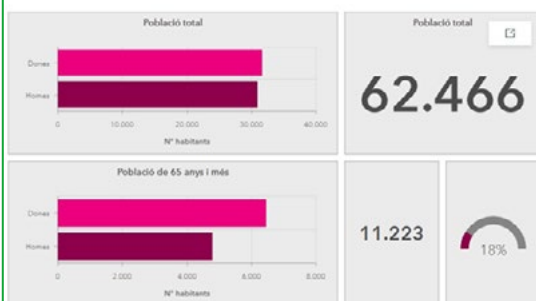 Població total
Dones
Homes
0 10.000 20.000 30.000 40.000
Nº habitants
Població total
62.466
Població de 65 anys i més
Dones
Homes
0 2.000 4.000 6.000 8.000
Nº habitants
11.223
18%